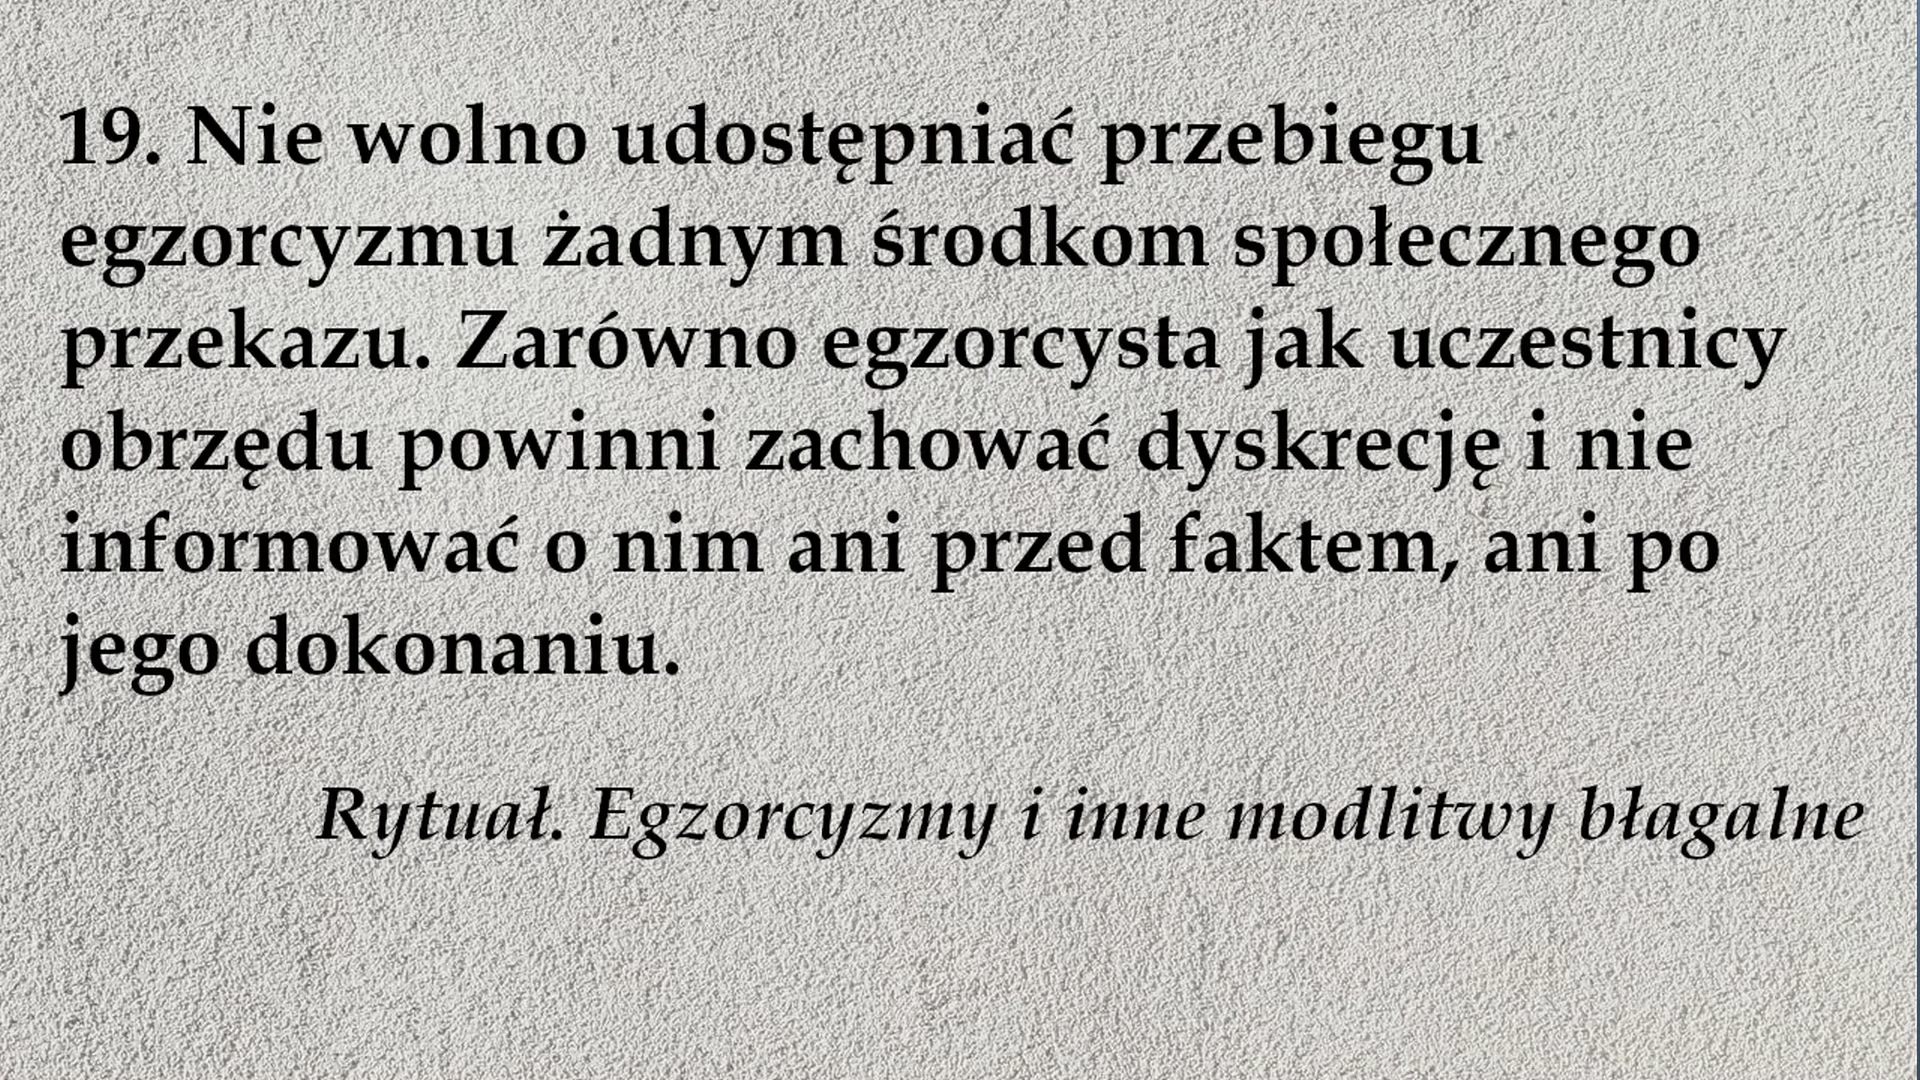 19. Nie wolno udostępniać przebiegu
egzorcyzmu żadnym środkom społecznego
przekazu. Zarówno egzorcysta jak uczestnicy
obrzędu powinni zachować dyskrecję i nie
informować o nim ani przed faktem, ani po
jego dokonaniu.
Rytuał. Egzorcyzmy i inne modlitwy błagalne